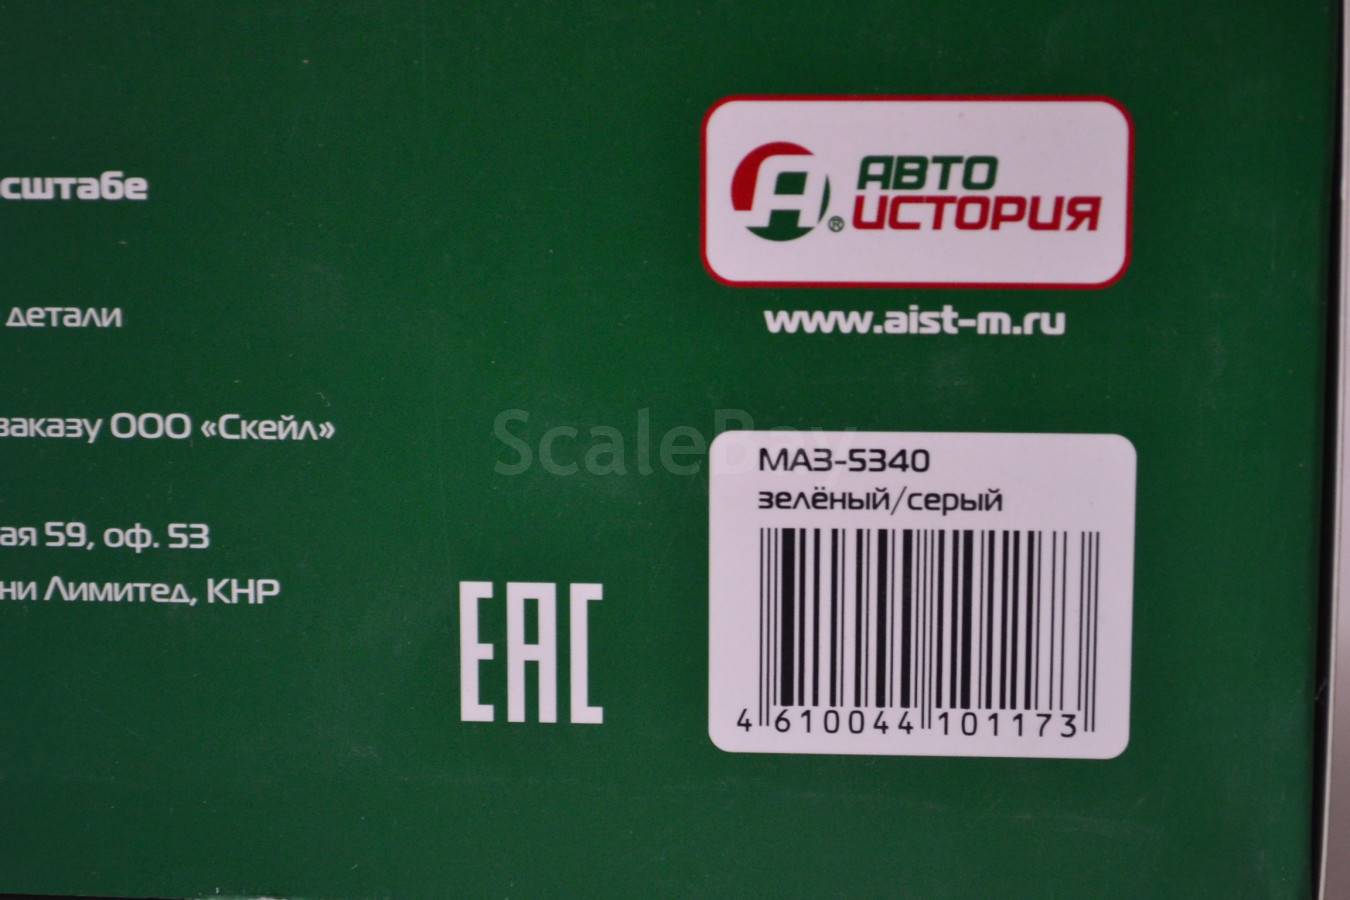 сштабе
детали
заказу ООО «Скейл»
ая 59, оф. 53
ни Лимитед, КНР
EAC
АВТО
ИСТОРИЯ
®
www.aist-m.ru
ScaleBay
МАЗ-5340
зелёный/серый
4 610044 101173